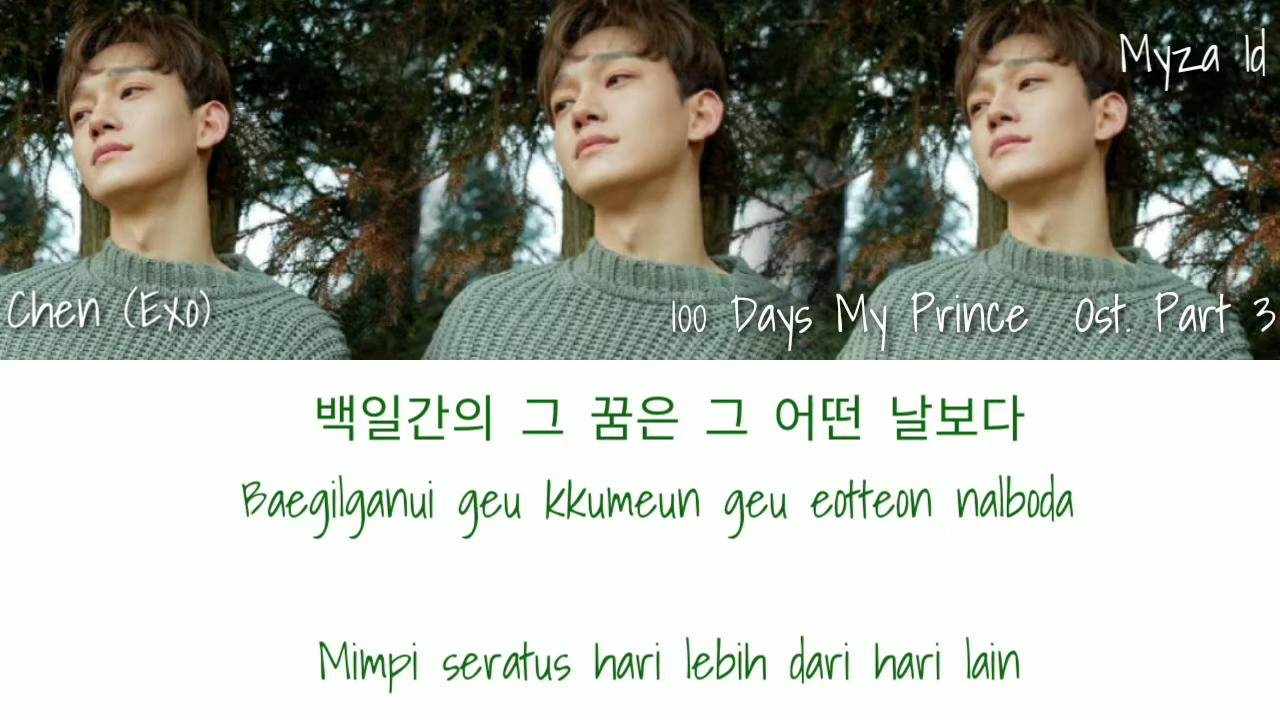 Myza Id
Chen (Exo)
100 Days My Prince Ost. Part 3
백일간의 그 꿈은 그 어떤 날보다
Baegilganui geu kkumeun geu eotteon nalboda
Mimpi seratus hari lebih dari hari lain